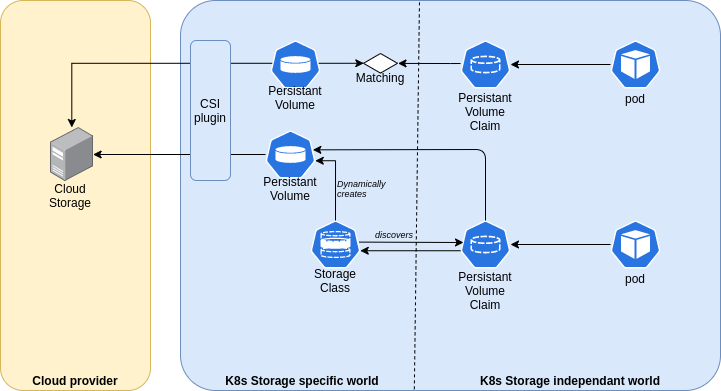 CSI
plugin
Persistant
Volume
Matching
Persistant
Volume
Claim
pod
Cloud
Storage
Persistant
Volume
Dynamically
creates
discovers
Storage
Class
Persistant
Volume
Claim
pod
Cloud provider
K8s Storage specific world
K8s Storage independant world